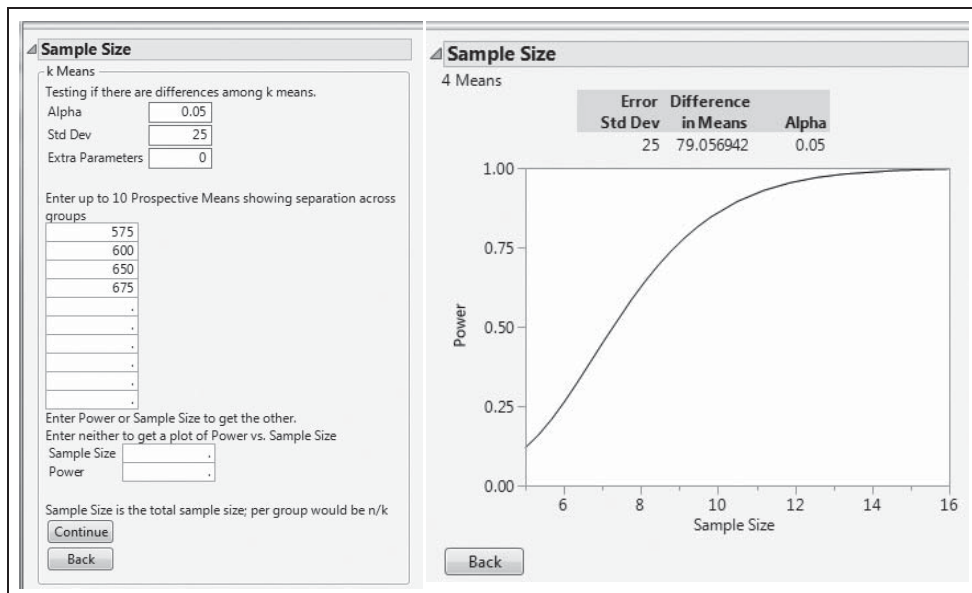 Sample Size
k Means
Testing if there are differences among k means.
Alpha 0.05
Std Dev 25
Extra Parameters 0
Enter up to 10 Prospective Means showing separation across
groups
575
600
650
675
.
.
.
.
.
.
Enter Power or Sample Size to get the other.
Enter neither to get a plot of Power vs. Sample Size
Sample Size .
Power .
Sample Size is the total sample size; per group would be n/k
Continue
Back
Sample Size
4 Means
Error Difference
Std Dev in Means Alpha
25 79.056942 0.05
1.00
0.75
0.50
0.25
0.00
Power
6 8 10 12 14 16
Sample Size
Back